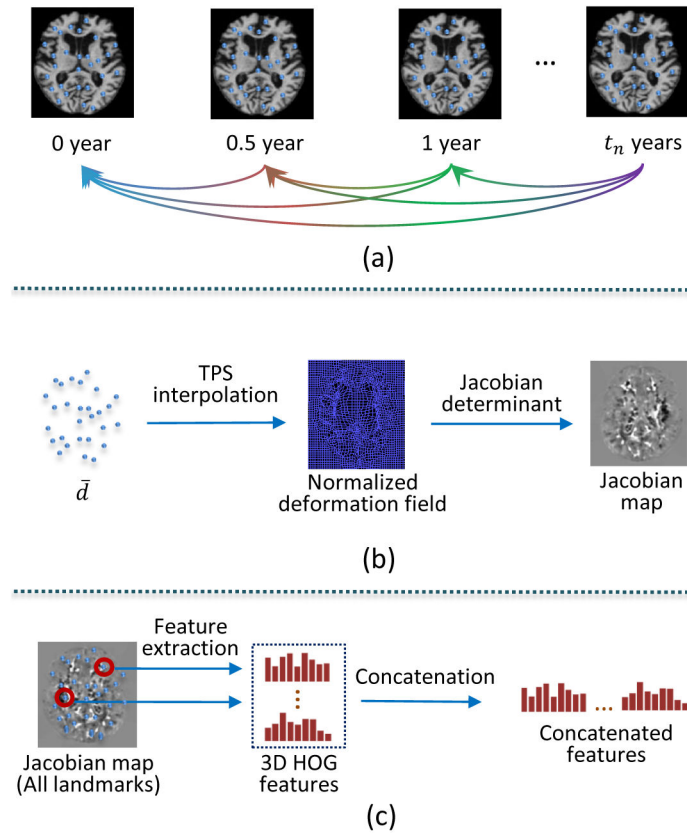 0 year
0.5 year
1 year
...
tₙ years
(a)
TPS
interpolation
Jacobian
determinant
d̄
Normalized
deformation field
Jacobian
map
(b)
Feature
extraction
Concatenation
...
Jacobian map
(All landmarks)
3D HOG
features
Concatenated
features
(c)